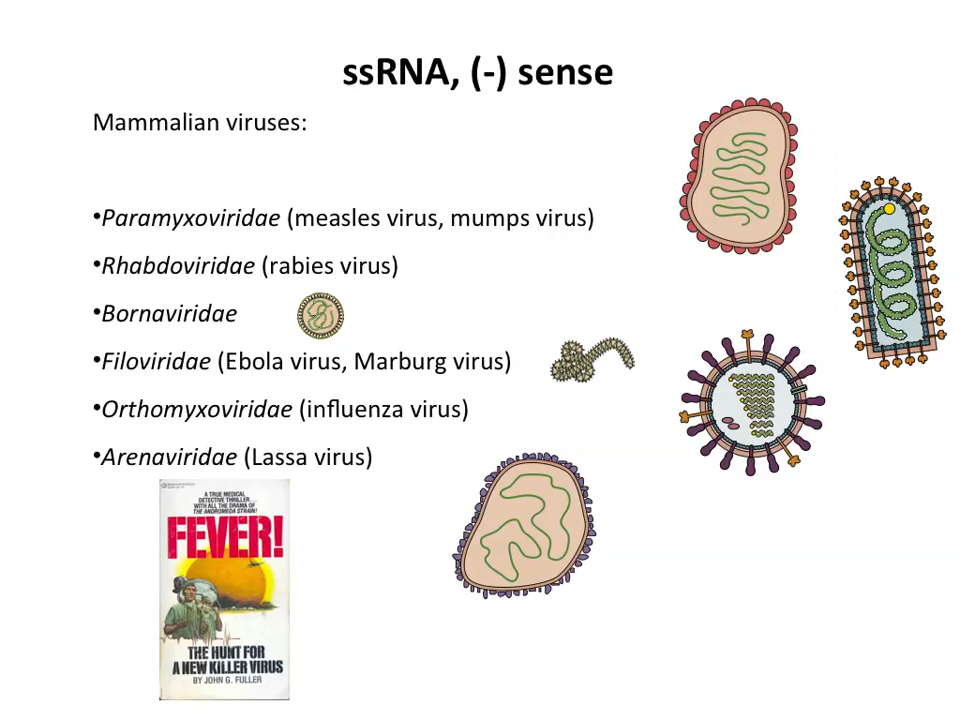 ssRNA, (-) sense
Mammalian viruses:
•Paramyxoviridae (measles virus, mumps virus)
•Rhabdoviridae (rabies virus)
•Bornaviridae
•Filoviridae (Ebola virus, Marburg virus)
•Orthomyxoviridae (influenza virus)
•Arenaviridae (Lassa virus)
A TRUE MEDICAL
DETECTIVE THRILLER...
WITH ALL THE DRAMA OF
THE ANDROMEDA STRAIN!
FEVER!
THE HUNT FOR
A NEW KILLER VIRUS
BY JOHN G. FULLER